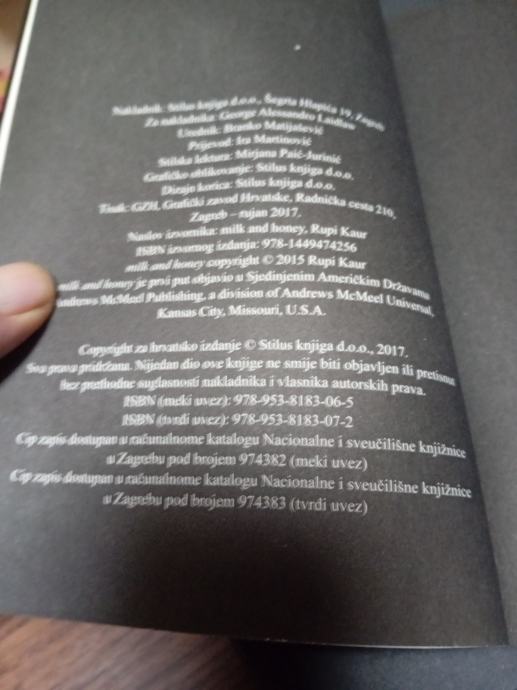 Nakladnik: Stilus knjiga d.o.o., Šegrta Hlapića 19, Zagreb
Za nakladnika: George Alessandro Laidlaw
Urednik: Branko Matijašević
Prijevod: Ira Martinović
Stilska lektura: Mirjana Paić-Jurinić
Grafičko oblikovanje: Stilus knjiga d.o.o.
Dizajn korica: Stilus knjiga d.o.o.
Tisak: GZH, Grafički zavod Hrvatske, Radnička cesta 210,
Zagreb – rujan 2017.
Naslov izvornika: milk and honey, Rupi Kaur
ISBN izvornog izdanja: 978-1449474256
milk and honey copyright © 2015 Rupi Kaur
milk and honey je prvi put objavio u Sjedinjenim Američkim Državama
Andrews McMeel Publishing, a division of Andrews McMeel Universal,
Kansas City, Missouri, U.S.A.
Copyright za hrvatsko izdanje © Stilus knjiga d.o.o., 2017.
Sva prava pridržana. Nijedan dio ove knjige ne smije biti objavljen ili pretisnut
bez prethodne suglasnosti nakladnika i vlasnika autorskih prava.
ISBN (meki uvez): 978-953-8183-06-5
ISBN (tvrdi uvez): 978-953-8183-07-2
Cip zapis dostupan u računalnome katalogu Nacionalne i sveučilišne knjižnice
u Zagrebu pod brojem 974382 (meki uvez)
Cip zapis dostupan u računalnome katalogu Nacionalne i sveučilišne knjižnice
u Zagrebu pod brojem 974383 (tvrdi uvez)